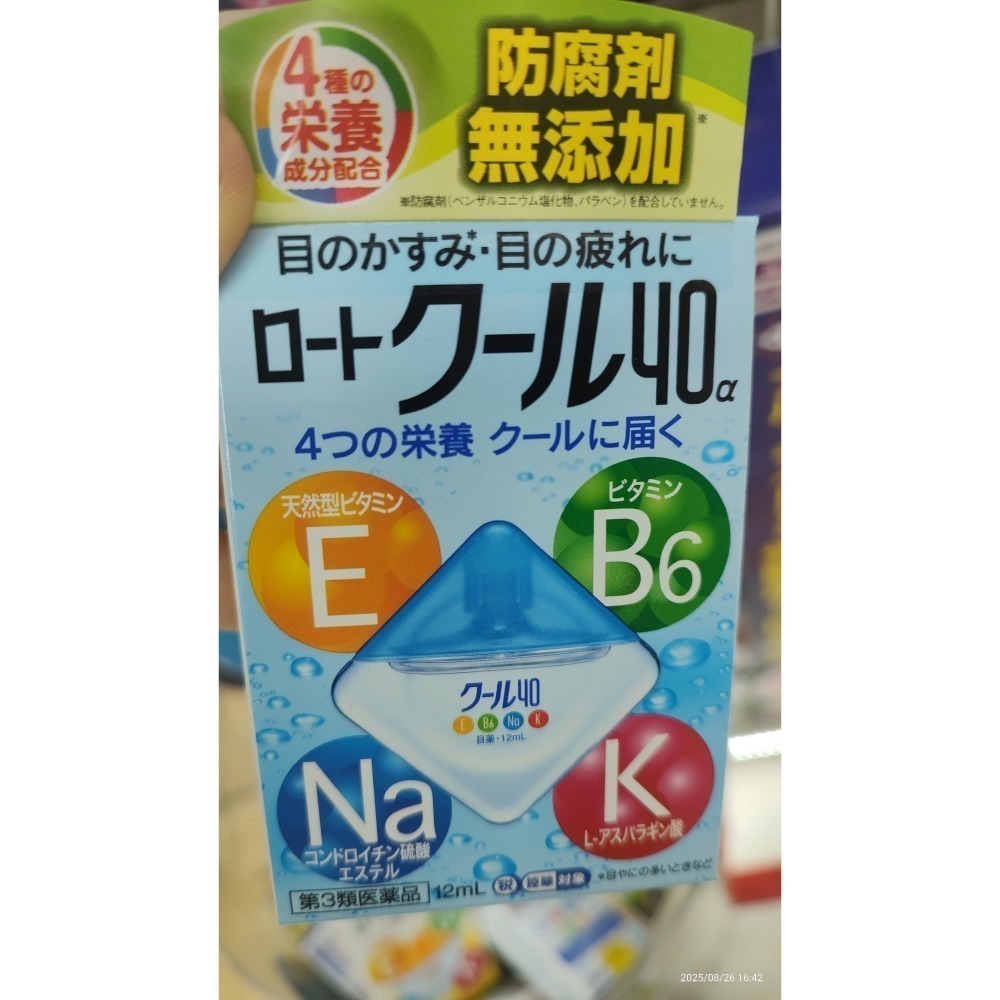 4種の
栄養
成分配合
防腐剤
無添加※
※防腐剤(ベンザルコニウム塩化物、パラベン)を配合していません。
目のかすみ*・目の疲れに
ロートクール40α
4つの栄養 クールに届く
天然型ビタミン
E
ビタミン
B6
クール40
E B6 Na K
目薬・12mL
Na
コンドロイチン硫酸
エステル
K
L-アスパラギン酸
第3類医薬品 12mL 税 控除 対象 *目やにの多いときなど
2025/08/26 16:42